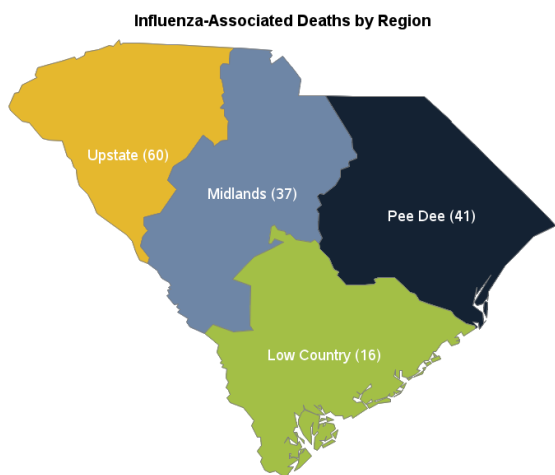 Influenza-Associated Deaths by Region
Upstate (60)
Midlands (37)
Pee Dee (41)
Low Country (16)